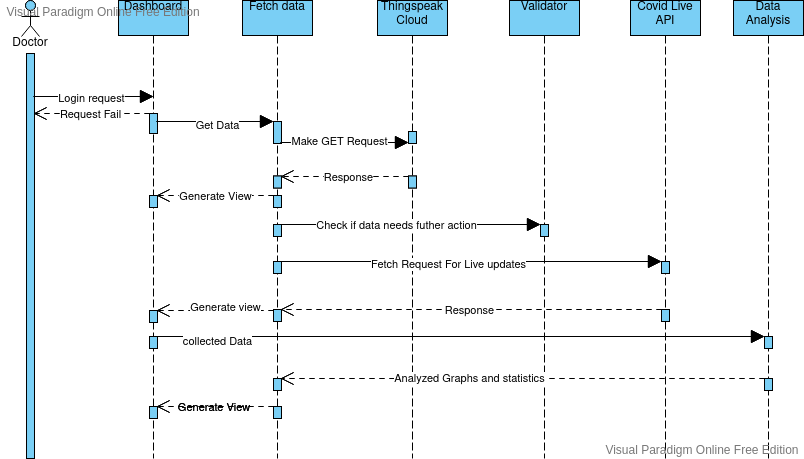 Visual Paradigm Online Free Edition
Dashboard
Fetch data
Thingspeak
Cloud
Validator
Covid Live
API
Data
Analysis
Doctor
Login request
Request Fail
Get Data
Make GET Request
Response
Generate View
Check if data needs futher action
Fetch Request For Live updates
Generate view
Response
collected Data
Analyzed Graphs and statistics
Generate View
Visual Paradigm Online Free Edition